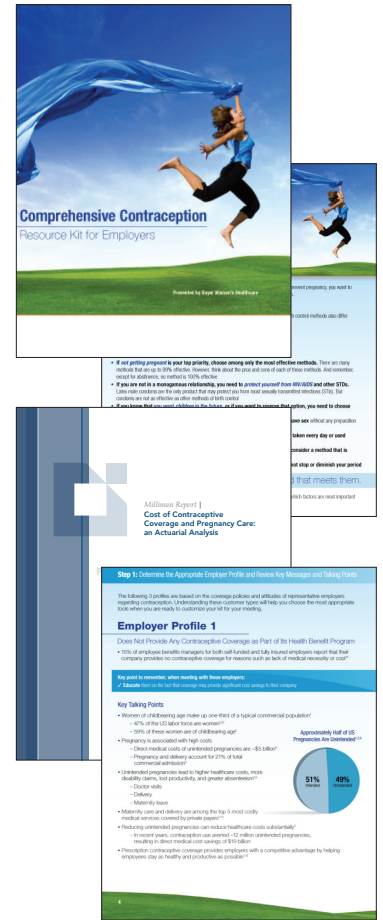 Comprehensive Contraception
Resource Kit for Employers
Presented by Bayer Women's Healthcare
prevent pregnancy, you want to
h control methods also differ
• If not getting pregnant is your top priority, choose among only the most effective methods. There are many
methods that are up to 99% effective. However, think about the pros and cons of each of these methods. And remember,
except for abstinence, no method is 100% effective
• If you are not in a monogamous relationship, you need to protect yourself from HIV/AIDS and other STDs.
Latex male condoms are the only product that may protect you from most sexually transmitted infections (STIs). But
condoms are not as effective as other methods of birth control
• If you know that you want children in the future, or if you want to reserve that option, you need to choose
have sex without any preparation
taken every day or used
consider a method that is
not stop or diminish your period
d that meets them.
which factors are most important
Milliman Report |
Cost of Contraceptive
Coverage and Pregnancy Care:
an Actuarial Analysis
Step 1: Determine the Appropriate Employer Profile and Review Key Messages and Talking Points
The following 3 profiles are based on the coverage policies and attitudes of representative employers
regarding contraception. Understanding these customer types will help you choose the most appropriate
tools when you are ready to customize your kit for your meeting.
Employer Profile 1
Does Not Provide Any Contraceptive Coverage as Part of Its Health Benefit Program
• 15% of employee benefits managers for both self-funded and fully insured employers report that their
company provides no contraceptive coverage for reasons such as lack of medical necessity or cost
Key point to remember, when meeting with these employers:
✓ Educate them on the fact that coverage may provide significant cost savings to their company
Key Talking Points
• Women of childbearing age make up one-third of a typical commercial population
– 47% of the US labor force are women
– 59% of these women are of childbearing age
• Pregnancy is associated with high costs
– Direct medical costs of unintended pregnancies are ~$5 billion
– Pregnancy and delivery account for 21% of total
commercial admission
• Unintended pregnancies lead to higher healthcare costs, more
disability claims, lost productivity, and greater absenteeism
– Doctor visits
– Delivery
– Maternity leave
• Maternity care and delivery are among the top 5 most costly
medical services covered by private payers
• Reducing unintended pregnancies can reduce healthcare costs substantially
– In recent years, contraception use averted ~12 million unintended pregnancies,
resulting in direct medical cost savings of $19 billion
• Prescription contraceptive coverage provides employers with a competitive advantage by helping
employees stay as healthy and productive as possible
Approximately Half of US
Pregnancies Are Unintended
51%
Intended
49%
Unintended
4